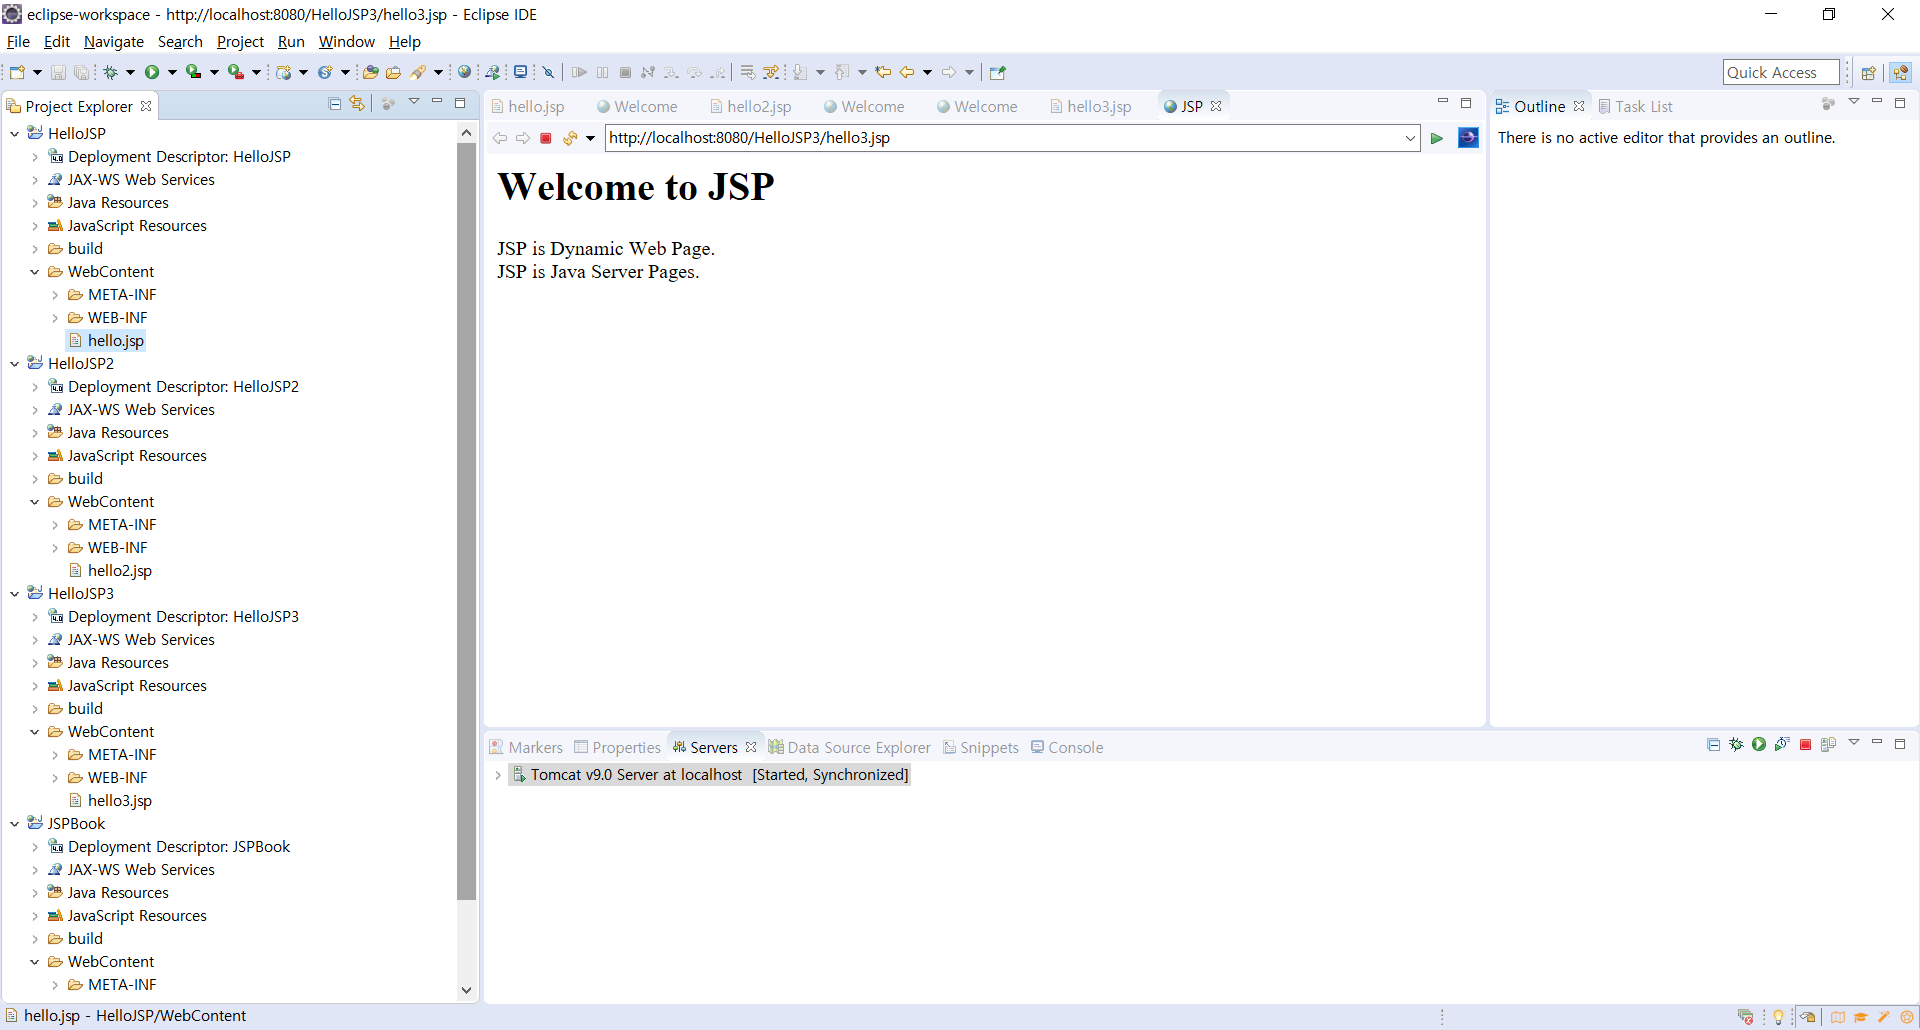 eclipse-workspace - http://localhost:8080/HelloJSP3/hello3.jsp - Eclipse IDE
File Edit Navigate Search Project Run Window Help
Quick Access
Project Explorer
HelloJSP
Deployment Descriptor: HelloJSP
JAX-WS Web Services
Java Resources
JavaScript Resources
build
WebContent
META-INF
WEB-INF
hello.jsp
HelloJSP2
Deployment Descriptor: HelloJSP2
JAX-WS Web Services
Java Resources
JavaScript Resources
build
WebContent
META-INF
WEB-INF
hello2.jsp
HelloJSP3
Deployment Descriptor: HelloJSP3
JAX-WS Web Services
Java Resources
JavaScript Resources
build
WebContent
META-INF
WEB-INF
hello3.jsp
JSPBook
Deployment Descriptor: JSPBook
JAX-WS Web Services
Java Resources
JavaScript Resources
build
WebContent
META-INF
hello.jsp Welcome hello2.jsp Welcome Welcome hello3.jsp JSP
http://localhost:8080/HelloJSP3/hello3.jsp
Welcome to JSP
JSP is Dynamic Web Page.
JSP is Java Server Pages.
Outline Task List
There is no active editor that provides an outline.
Markers Properties Servers Data Source Explorer Snippets Console
Tomcat v9.0 Server at localhost [Started, Synchronized]
hello.jsp - HelloJSP/WebContent